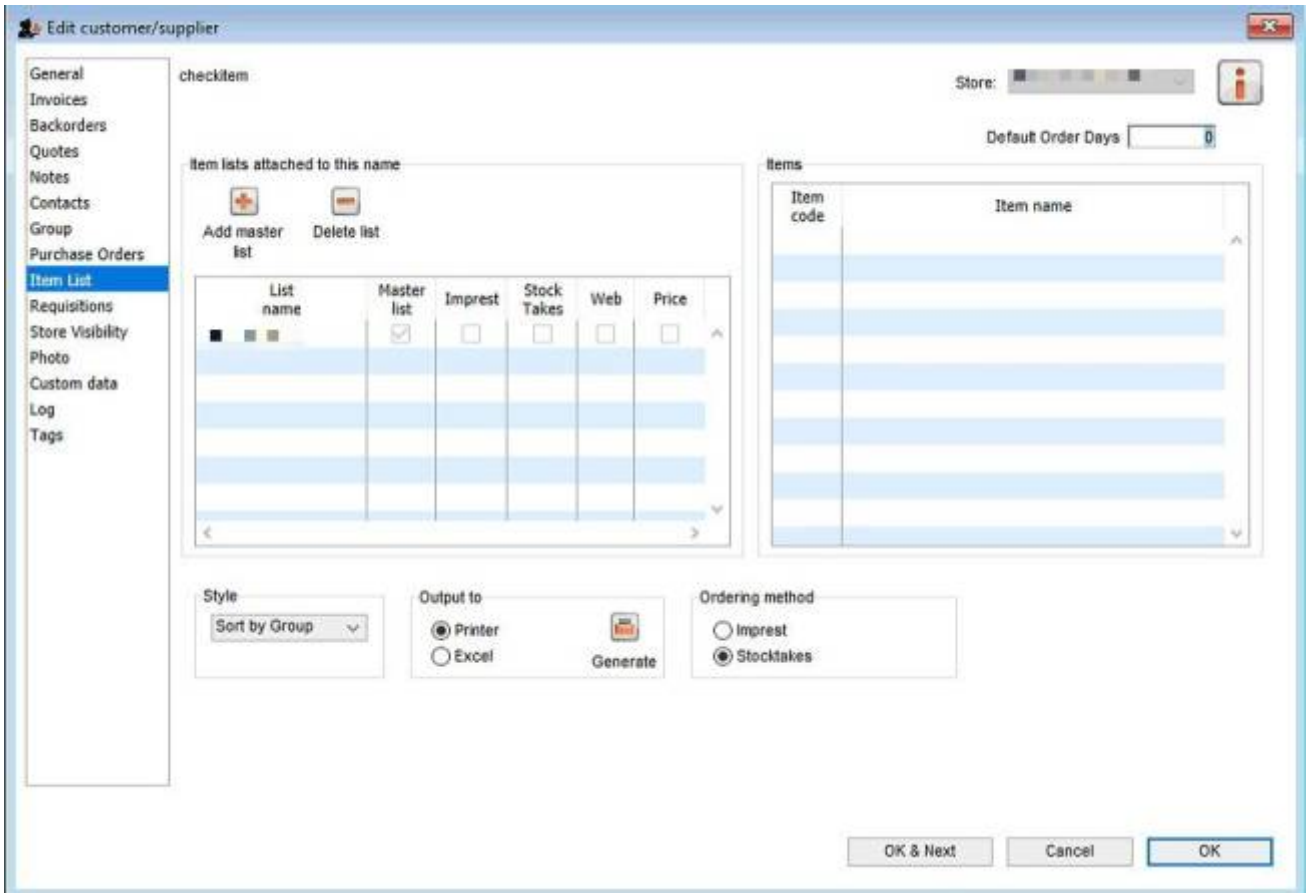 Edit customer/supplier
General
Invoices
Backorders
Quotes
Notes
Contacts
Group
Purchase Orders
Item List
Requisitions
Store Visibility
Photo
Custom data
Log
Tags
checkitem
Store:
Default Order Days 0
Item lists attached to this name
Add master
list
Delete list
List
name
Master
list
Imprest
Stock
Takes
Web
Price
Items
Item
code
Item name
Style
Sort by Group
Output to
Printer
Excel
Generate
Ordering method
Imprest
Stocktakes
OK & Next
Cancel
OK